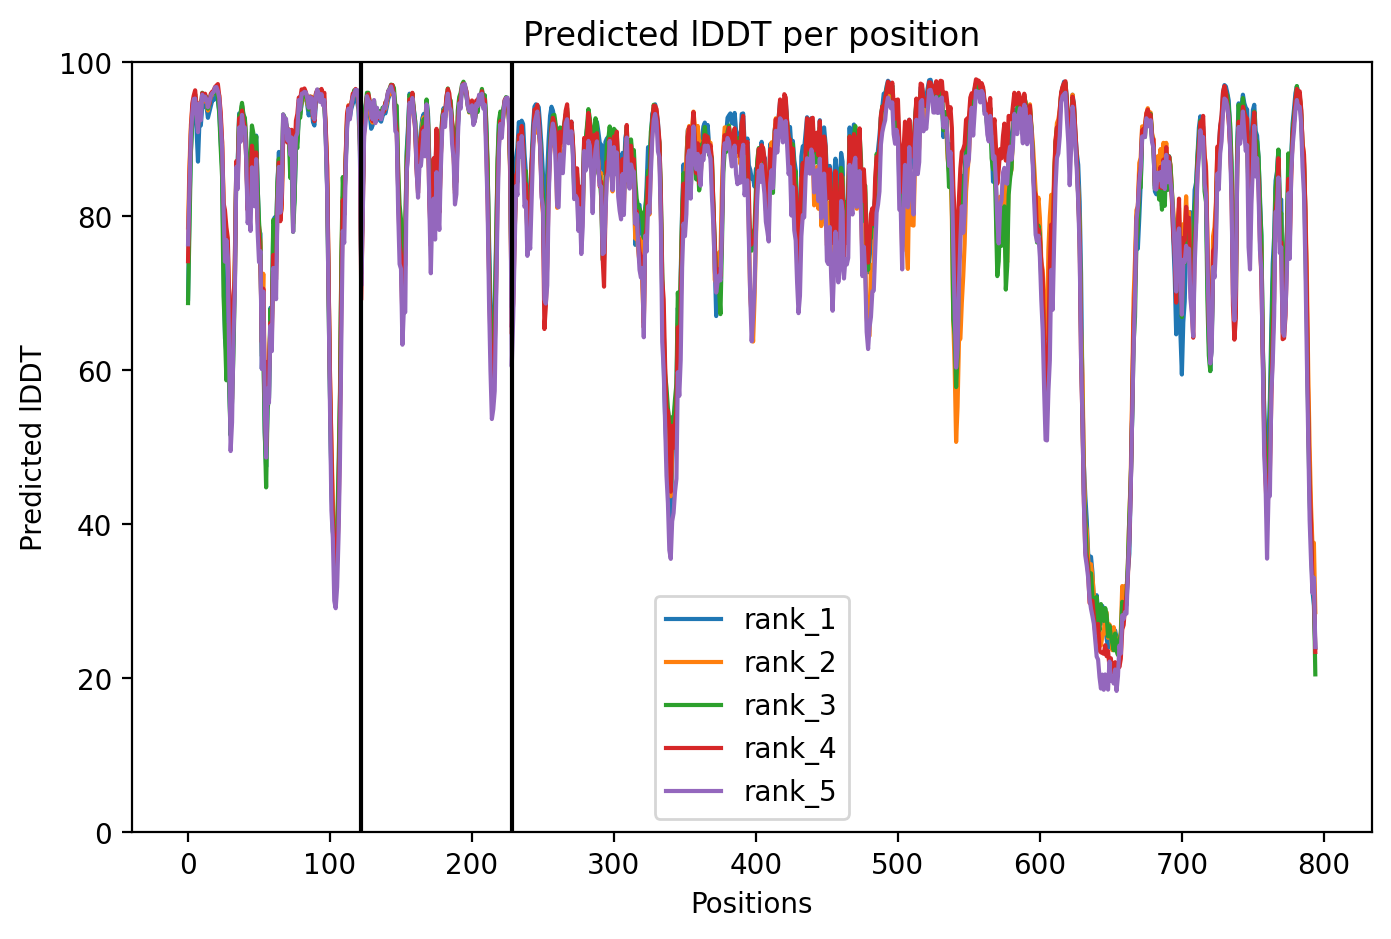 Predicted lDDT per position
Predicted lDDT
100
80
60
40
20
0
rank_1
rank_2
rank_3
rank_4
rank_5
0 100 200 300 400 500 600 700 800
Positions